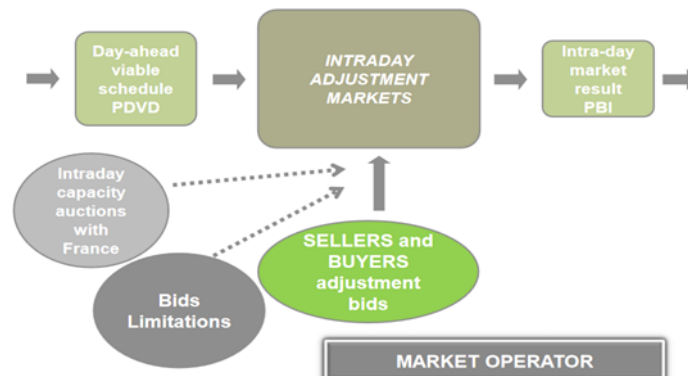 Day-ahead
viable
schedule
PDVD
INTRADAY
ADJUSTMENT
MARKETS
Intra-day
market
result
PBI
Intraday
capacity
auctions
with
France
SELLERS and
BUYERS
adjustment
bids
Bids
Limitations
MARKET OPERATOR